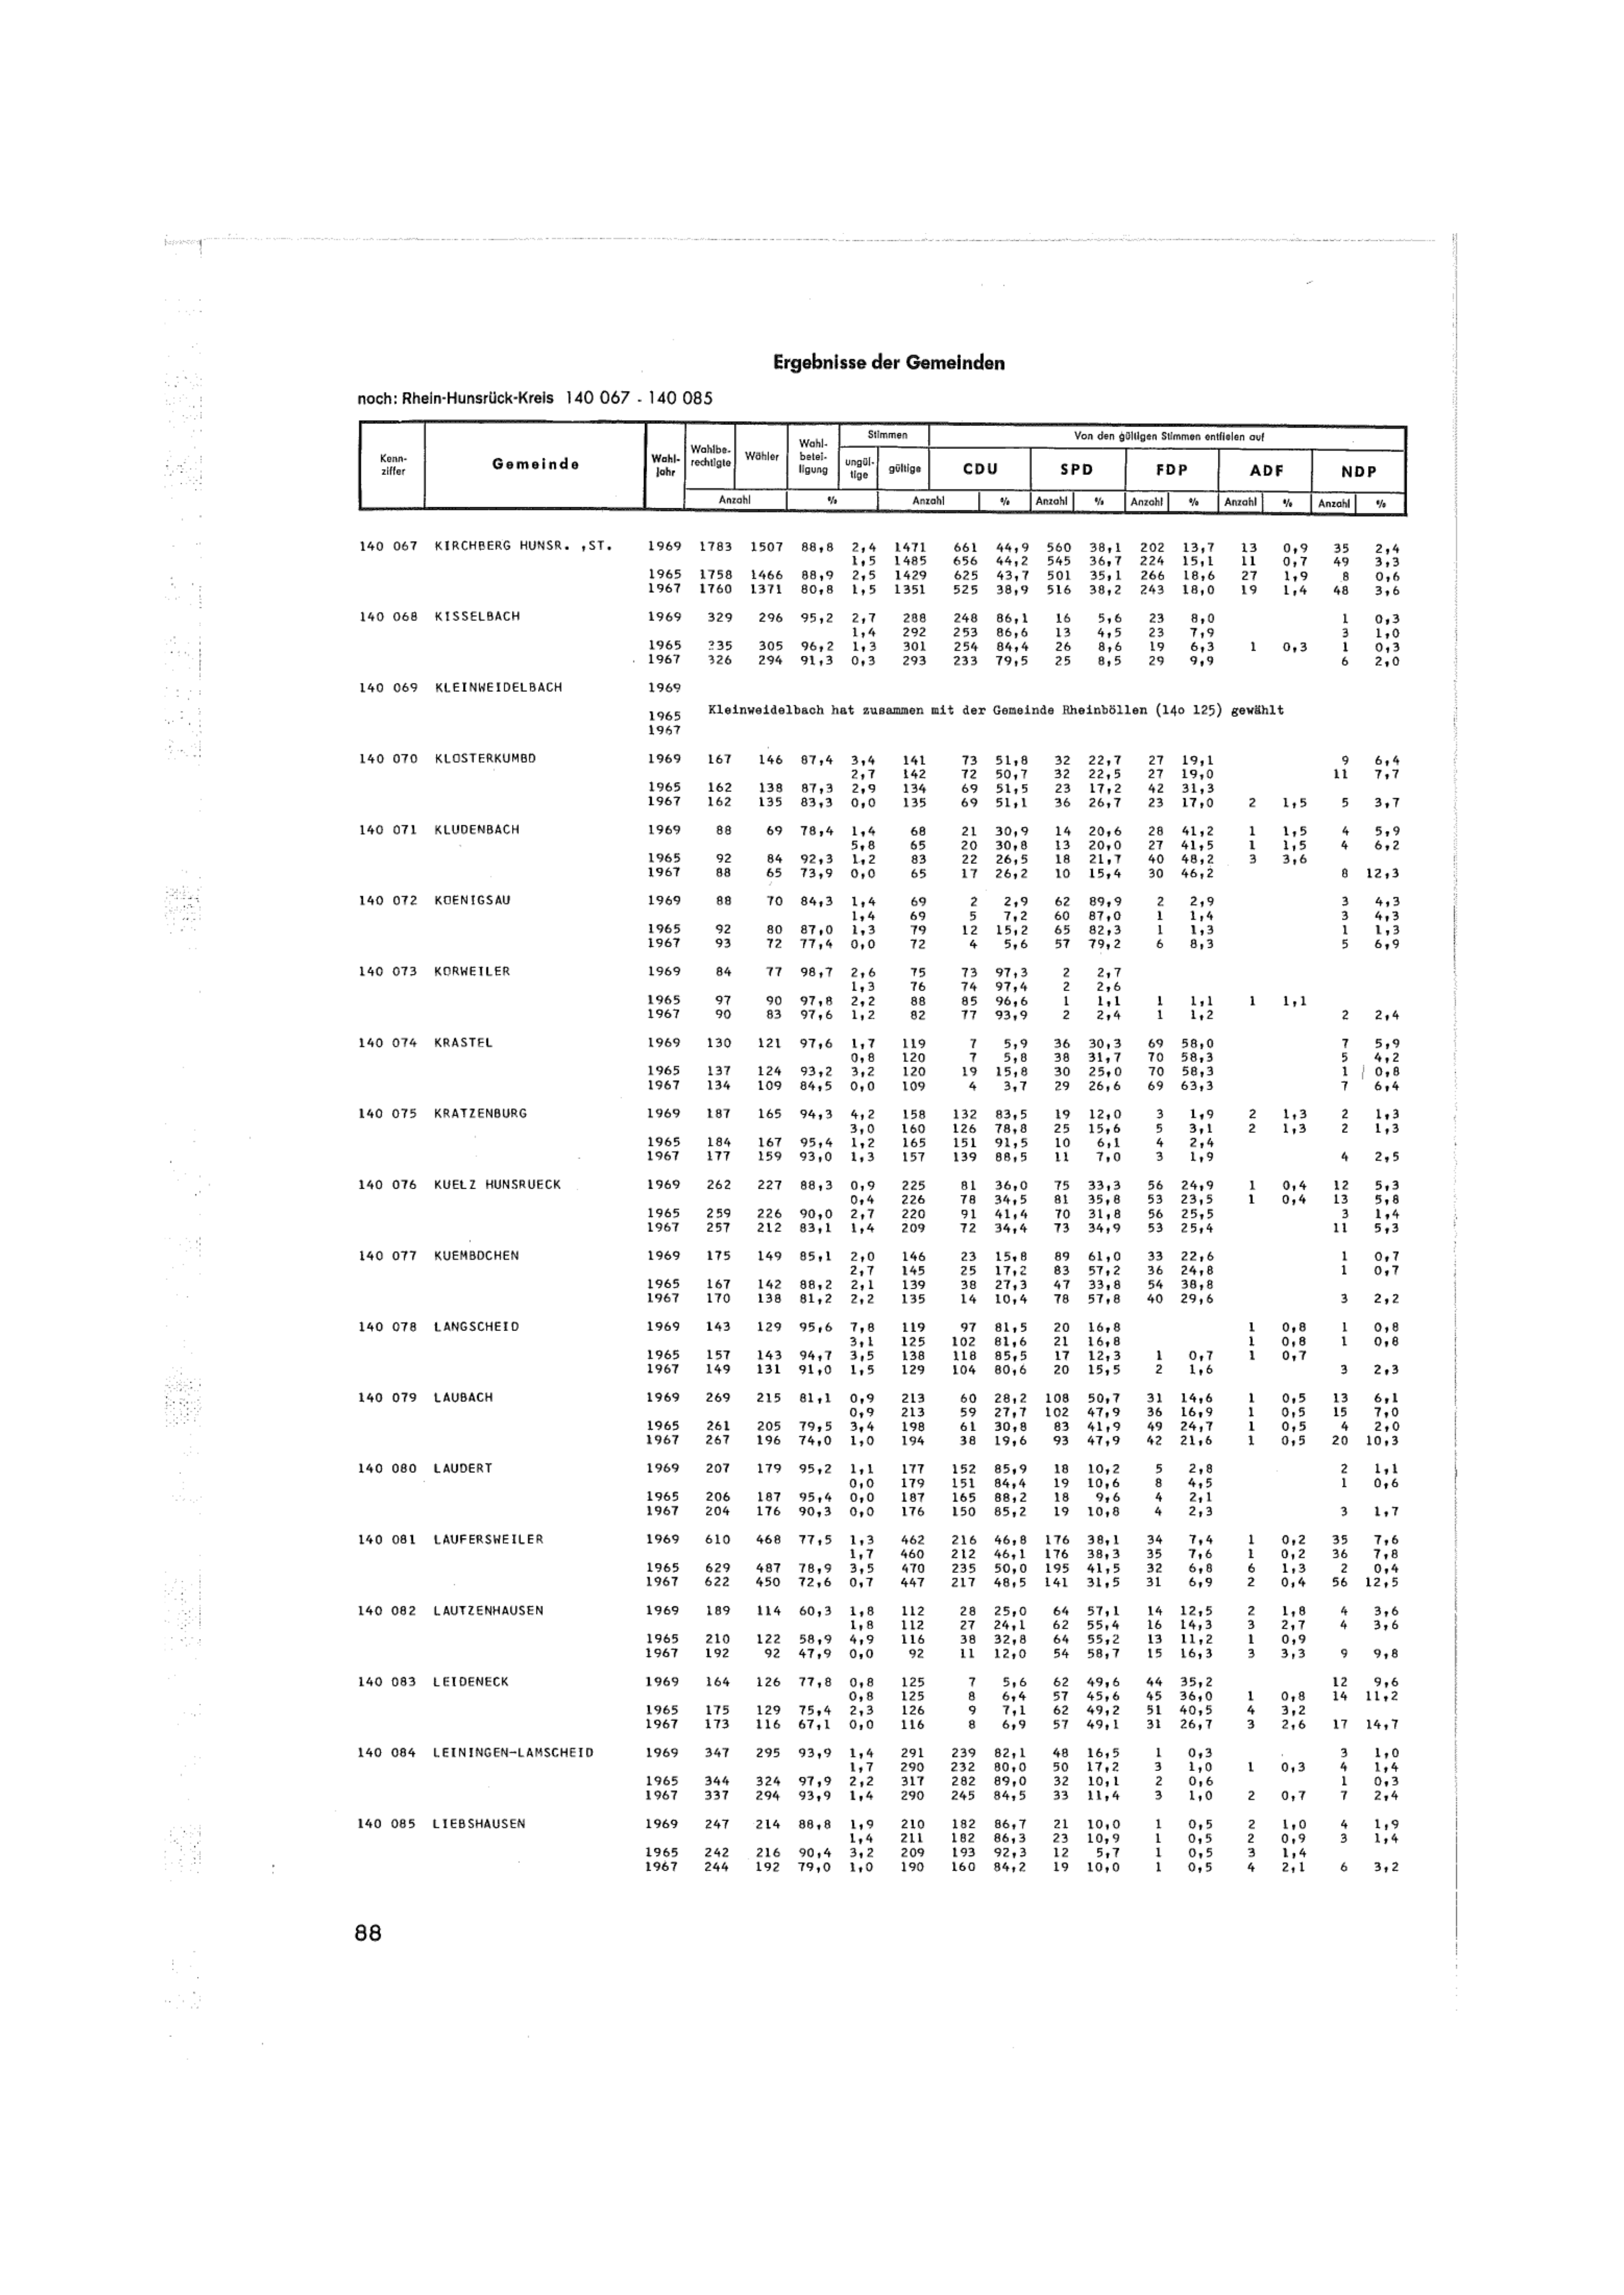 Ergebnisse der Gemeinden
noch: Rhein-Hunsrück-Kreis 140 067 - 140 085
Kenn-ziffer Gemeinde Wahl-jahr Wahlbe-rechtigte Wähler Wahl-betei-ligung Stimmen Von den gültigen Stimmen entfielen auf
ungül-tige gültige CDU SPD FDP ADF NDP
Anzahl % Anzahl % Anzahl % Anzahl % Anzahl % Anzahl %
140 067 KIRCHBERG HUNSR. ,ST. 1969 1783 1507 88,8 2,4 1471 661 44,9 560 38,1 202 13,7 13 0,9 35 2,4
1,5 1485 656 44,2 545 36,7 224 15,1 11 0,7 49 3,3
1965 1758 1466 88,9 2,5 1429 625 43,7 501 35,1 266 18,6 27 1,9 8 0,6
1967 1760 1371 80,8 1,5 1351 525 38,9 516 38,2 243 18,0 19 1,4 48 3,6
140 068 KISSELBACH 1969 329 296 95,2 2,7 288 248 86,1 16 5,6 23 8,0 1 0,3
1,4 292 253 86,6 13 4,5 23 7,9 3 1,0
1965 335 305 96,2 1,3 301 254 84,4 26 8,6 19 6,3 1 0,3 1 0,3
1967 326 294 91,3 0,3 293 233 79,5 25 8,5 29 9,9 6 2,0
140 069 KLEINWEIDELBACH 1969
Kleinweidelbach hat zusammen mit der Gemeinde Rheinböllen (14o 125) gewählt
1965
1967
140 070 KLOSTERKUMBD 1969 167 146 87,4 3,4 141 73 51,8 32 22,7 27 19,1 9 6,4
2,7 142 72 50,7 32 22,5 27 19,0 11 7,7
1965 162 138 87,3 2,9 134 69 51,5 23 17,2 42 31,3
1967 162 135 83,3 0,0 135 69 51,1 36 26,7 23 17,0 2 1,5 5 3,7
140 071 KLUDENBACH 1969 88 69 78,4 1,4 68 21 30,9 14 20,6 28 41,2 1 1,5 4 5,9
5,8 65 20 30,8 13 20,0 27 41,5 1 1,5 4 6,2
1965 92 84 92,3 1,2 83 22 26,5 18 21,7 40 48,2 3 3,6
1967 88 65 73,9 0,0 65 17 26,2 10 15,4 30 46,2 8 12,3
140 072 KOENIGSAU 1969 88 70 84,3 1,4 69 2 2,9 62 89,9 2 2,9 3 4,3
1,4 69 5 7,2 60 87,0 1 1,4 3 4,3
1965 92 80 87,0 1,3 79 12 15,2 65 82,3 1 1,3 1 1,3
1967 93 72 77,4 0,0 72 4 5,6 57 79,2 6 8,3 5 6,9
140 073 KORWEILER 1969 84 77 98,7 2,6 75 73 97,3 2 2,7
1,3 76 74 97,4 2 2,6
1965 97 90 97,8 2,2 88 85 96,6 1 1,1 1 1,1 1 1,1
1967 90 83 97,6 1,2 82 77 93,9 2 2,4 1 1,2 2 2,4
140 074 KRASTEL 1969 130 121 97,6 1,7 119 7 5,9 36 30,3 69 58,0 7 5,9
0,8 120 7 5,8 38 31,7 70 58,3 5 4,2
1965 137 124 93,2 3,2 120 19 15,8 30 25,0 70 58,3 1 0,8
1967 134 109 84,5 0,0 109 4 3,7 29 26,6 69 63,3 7 6,4
140 075 KRATZENBURG 1969 187 165 94,3 4,2 158 132 83,5 19 12,0 3 1,9 2 1,3 2 1,3
3,0 160 126 78,8 25 15,6 5 3,1 2 1,3 2 1,3
1965 184 167 95,4 1,2 165 151 91,5 10 6,1 4 2,4
1967 177 159 93,0 1,3 157 139 88,5 11 7,0 3 1,9 4 2,5
140 076 KUELZ HUNSRUECK 1969 262 227 88,3 0,9 225 81 36,0 75 33,3 56 24,9 1 0,4 12 5,3
0,4 226 78 34,5 81 35,8 53 23,5 1 0,4 13 5,8
1965 259 226 90,0 2,7 220 91 41,4 70 31,8 56 25,5 3 1,4
1967 257 212 83,1 1,4 209 72 34,4 73 34,9 53 25,4 11 5,3
140 077 KUEMBDCHEN 1969 175 149 85,1 2,0 146 23 15,8 89 61,0 33 22,6 1 0,7
2,7 145 25 17,2 83 57,2 36 24,8 1 0,7
1965 167 142 88,2 2,1 139 38 27,3 47 33,8 54 38,8
1967 170 138 81,2 2,2 135 14 10,4 78 57,8 40 29,6 3 2,2
140 078 LANGSCHEID 1969 143 129 95,6 7,8 119 97 81,5 20 16,8 1 0,8 1 0,8
3,1 125 102 81,6 21 16,8 1 0,8 1 0,8
1965 157 143 94,7 3,5 138 118 85,5 17 12,3 1 0,7 1 0,7
1967 149 131 91,0 1,5 129 104 80,6 20 15,5 2 1,6 3 2,3
140 079 LAUBACH 1969 269 215 81,1 0,9 213 60 28,2 108 50,7 31 14,6 1 0,5 13 6,1
0,9 213 59 27,7 102 47,9 36 16,9 1 0,5 15 7,0
1965 261 205 79,5 3,4 198 61 30,8 83 41,9 49 24,7 1 0,5 4 2,0
1967 267 196 74,0 1,0 194 38 19,6 93 47,9 42 21,6 1 0,5 20 10,3
140 080 LAUDERT 1969 207 179 95,2 1,1 177 152 85,9 18 10,2 5 2,8 2 1,1
0,0 179 151 84,4 19 10,6 8 4,5 1 0,6
1965 206 187 95,4 0,0 187 165 88,2 18 9,6 4 2,1
1967 204 176 90,3 0,0 176 150 85,2 19 10,8 4 2,3 3 1,7
140 081 LAUFERSWEILER 1969 610 468 77,5 1,3 462 216 46,8 176 38,1 34 7,4 1 0,2 35 7,6
1,7 460 212 46,1 176 38,3 35 7,6 1 0,2 36 7,8
1965 629 487 78,9 3,5 470 235 50,0 195 41,5 32 6,8 6 1,3 2 0,4
1967 622 450 72,6 0,7 447 217 48,5 141 31,5 31 6,9 2 0,4 56 12,5
140 082 LAUTZENHAUSEN 1969 189 114 60,3 1,8 112 28 25,0 64 57,1 14 12,5 2 1,8 4 3,6
1,8 112 27 24,1 62 55,4 16 14,3 3 2,7 4 3,6
1965 210 122 58,9 4,9 116 38 32,8 64 55,2 13 11,2 1 0,9
1967 192 92 47,9 0,0 92 11 12,0 54 58,7 15 16,3 3 3,3 9 9,8
140 083 LEIDENECK 1969 164 126 77,8 0,8 125 7 5,6 62 49,6 44 35,2 12 9,6
0,8 125 8 6,4 57 45,6 45 36,0 1 0,8 14 11,2
1965 175 129 75,4 2,3 126 9 7,1 62 49,2 51 40,5 4 3,2
1967 173 116 67,1 0,0 116 8 6,9 57 49,1 31 26,7 3 2,6 17 14,7
140 084 LEININGEN-LAMSCHEID 1969 347 295 93,9 1,4 291 239 82,1 48 16,5 1 0,3 3 1,0
1,7 290 232 80,0 50 17,2 3 1,0 1 0,3 4 1,4
1965 344 324 97,9 2,2 317 282 89,0 32 10,1 2 0,6 1 0,3
1967 337 294 93,9 1,4 290 245 84,5 33 11,4 3 1,0 2 0,7 7 2,4
140 085 LIEBSHAUSEN 1969 247 214 88,8 1,9 210 182 86,7 21 10,0 1 0,5 2 1,0 4 1,9
1,4 211 182 86,3 23 10,9 1 0,5 2 0,9 3 1,4
1965 242 216 90,4 3,2 209 193 92,3 12 5,7 1 0,5 3 1,4
1967 244 192 79,0 1,0 190 160 84,2 19 10,0 1 0,5 4 2,1 6 3,2
88